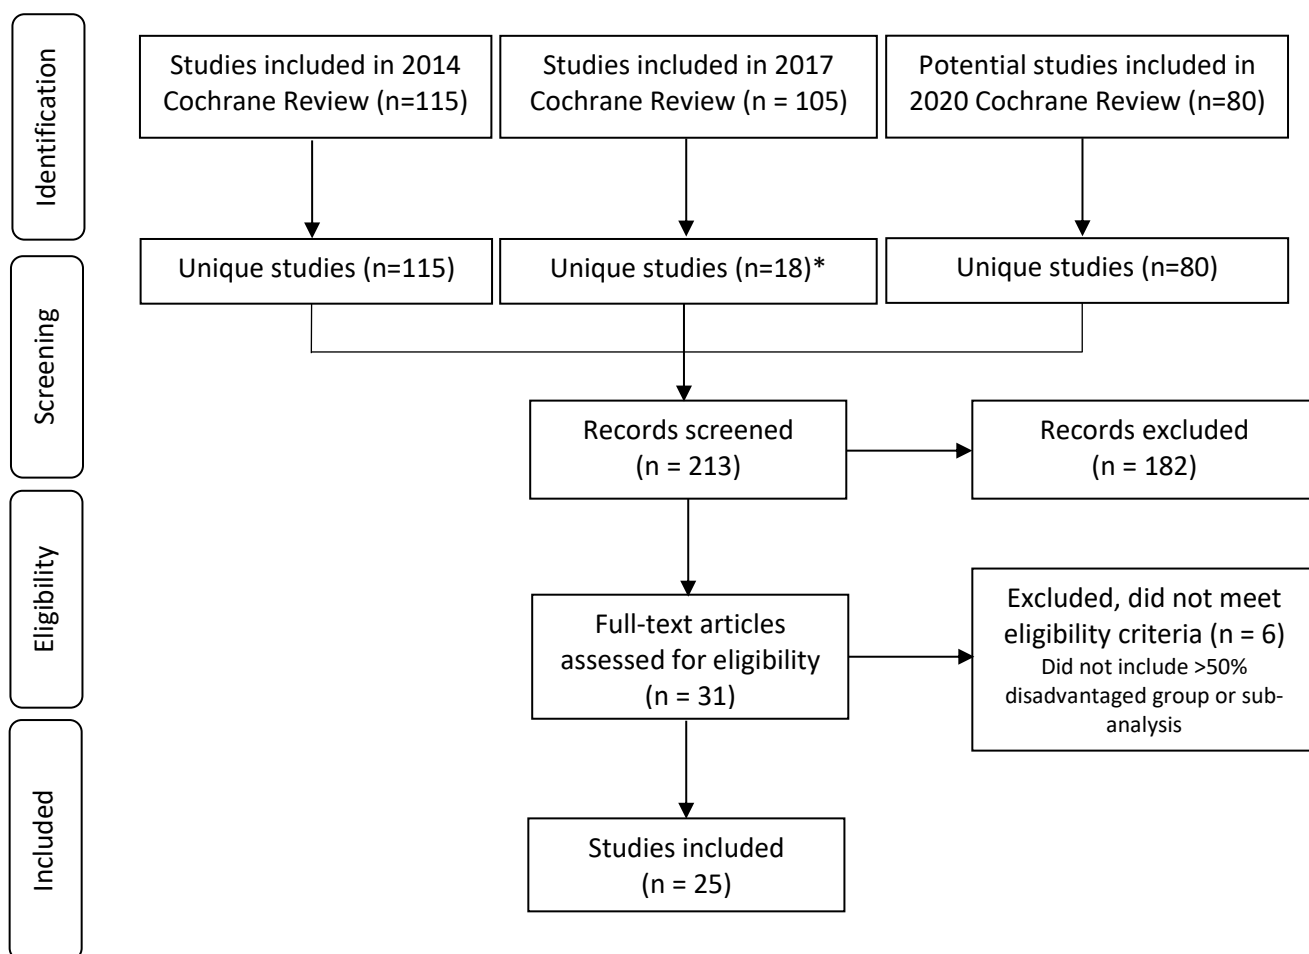 Identification
Studies included in 2014
Cochrane Review (n=115)
Studies included in 2017
Cochrane Review (n = 105)
Potential studies included in
2020 Cochrane Review (n=80)
Unique studies (n=115)
Unique studies (n=18)*
Unique studies (n=80)
Screening
Records screened
(n = 213)
Records excluded
(n = 182)
Eligibility
Full-text articles
assessed for eligibility
(n = 31)
Excluded, did not meet
eligibility criteria (n = 6)
Did not include >50%
disadvantaged group or sub-
analysis
Included
Studies included
(n = 25)